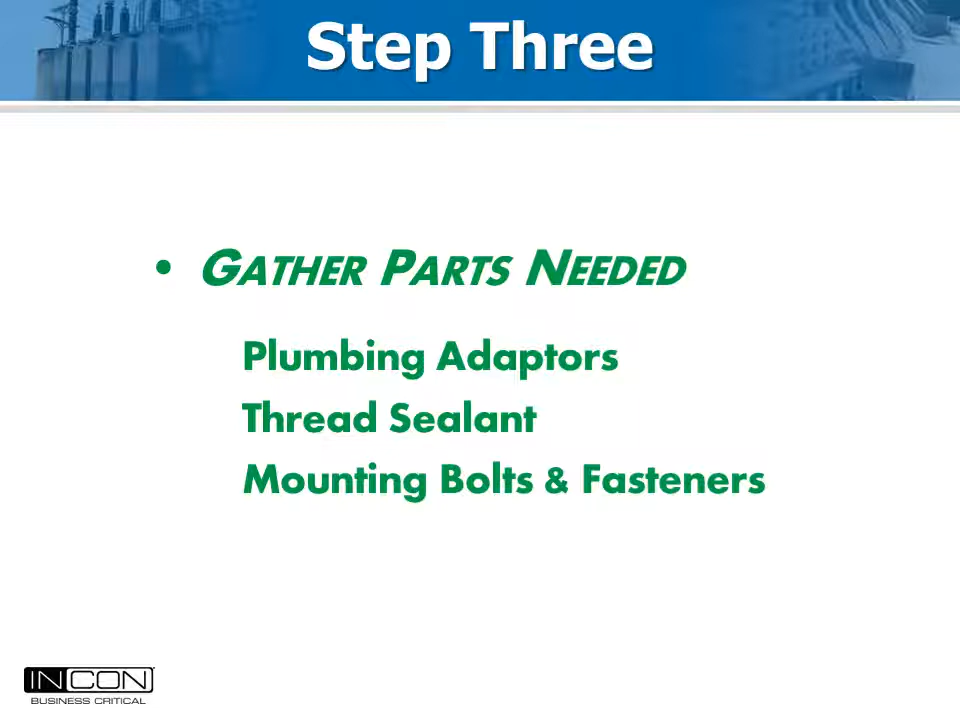 Step Three
• GATHER PARTS NEEDED
Plumbing Adaptors
Thread Sealant
Mounting Bolts & Fasteners
INCON
BUSINESS CRITICAL